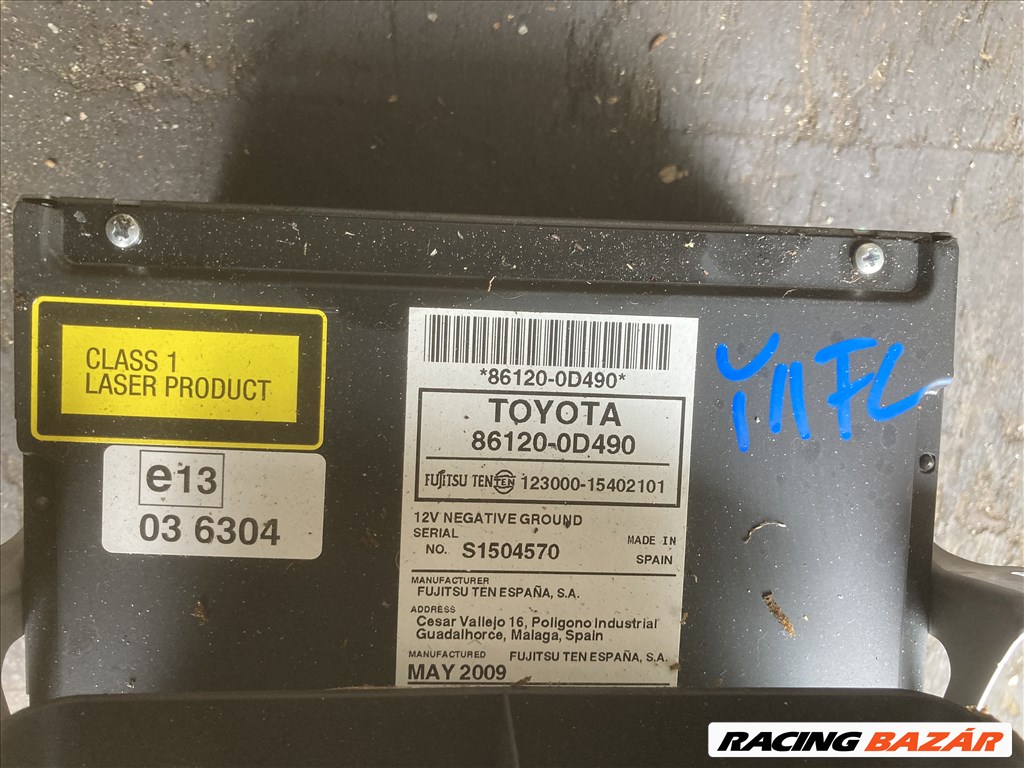 CLASS 1
LASER PRODUCT
e13
03 6304
*86120-0D490*
TOYOTA
86120-0D490
FUJITSU TEN TEN 123000-15402101
12V NEGATIVE GROUND
SERIAL
NO. S1504570
MADE IN
SPAIN
MANUFACTURER
FUJITSU TEN ESPAÑA, S.A.
ADDRESS
Cesar Vallejo 16, Poligono Industrial
Guadalhorce, Malaga, Spain
MANUFACTURED FUJITSU TEN ESPAÑA, S.A.
MAY 2009
RACING BAZÁR